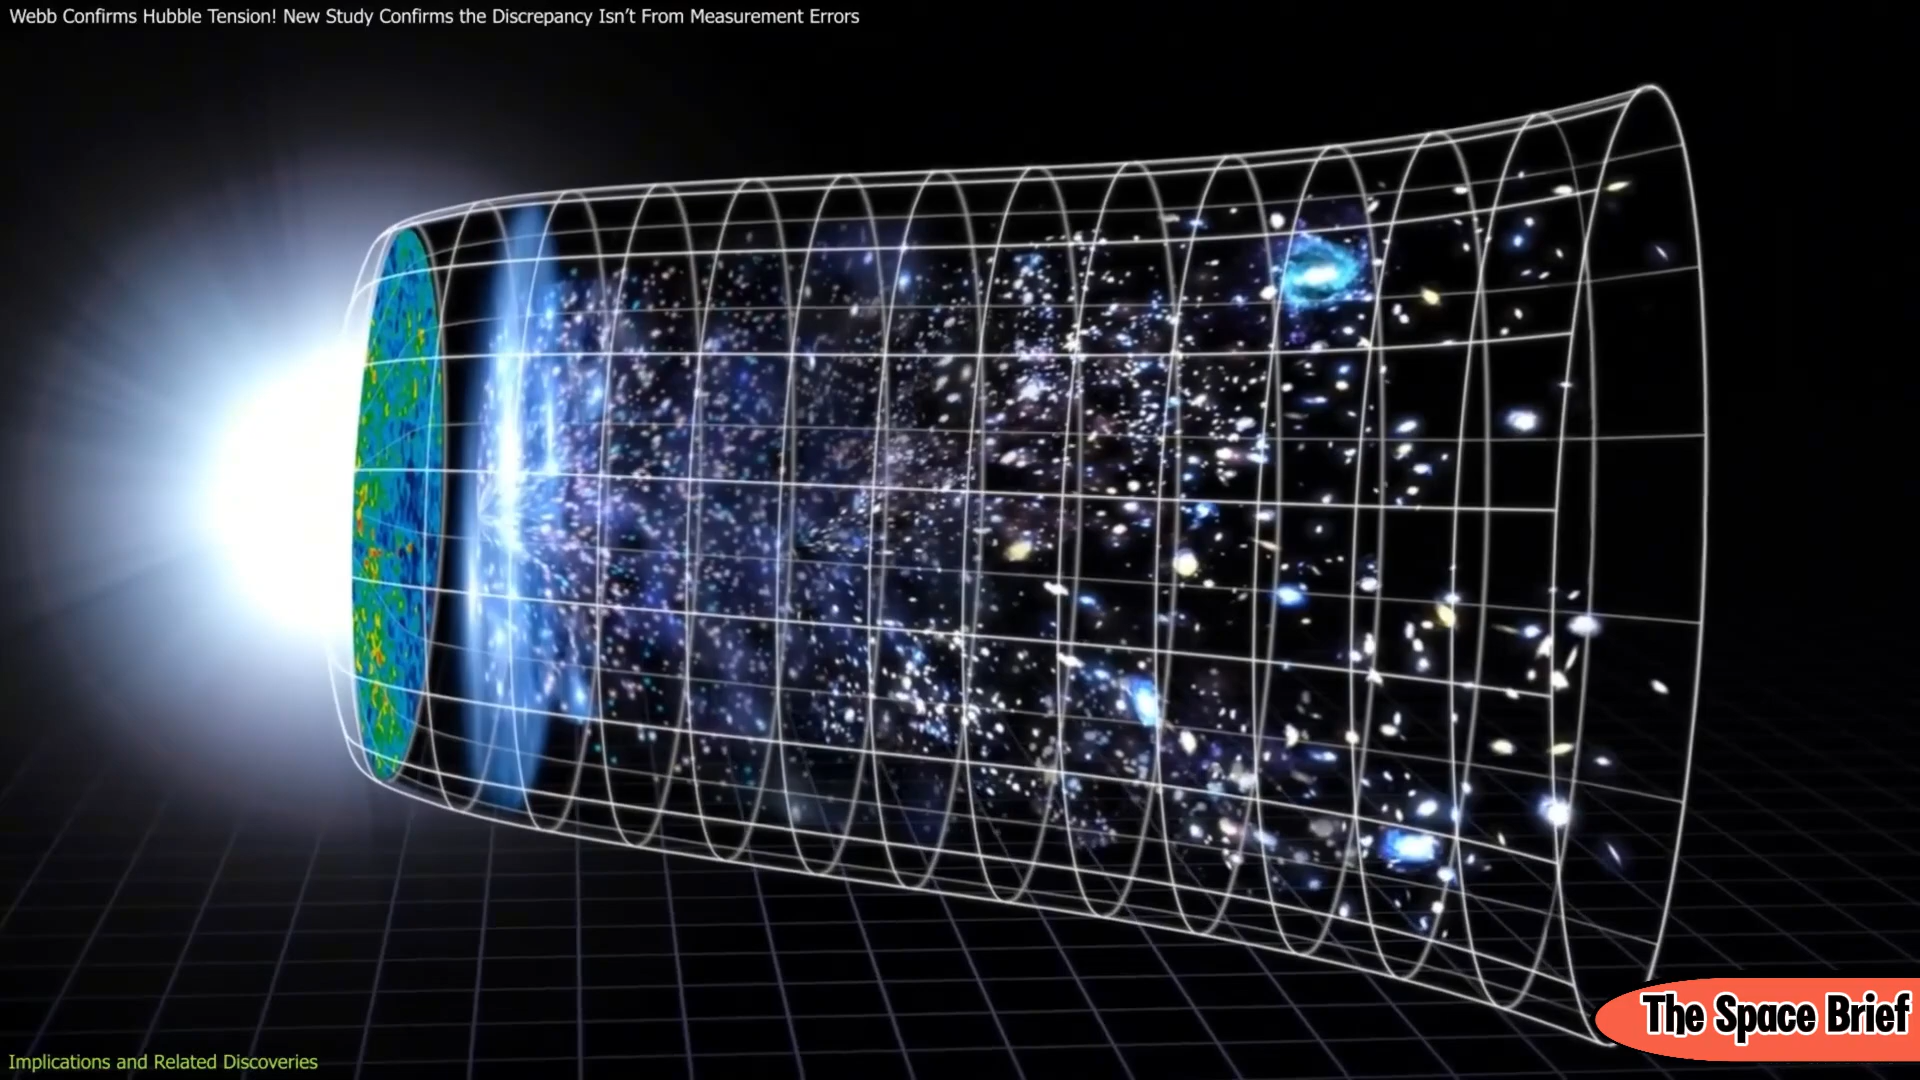 Webb Confirms Hubble Tension! New Study Confirms the Discrepancy Isn’t From Measurement Errors
The Space Brief
Implications and Related Discoveries